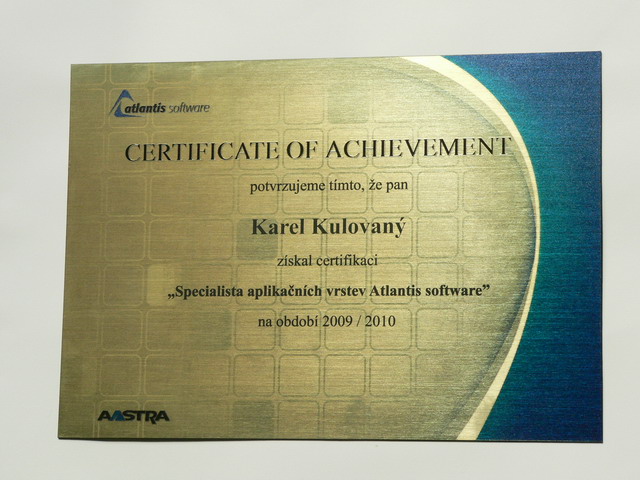 atlantis software
CERTIFICATE OF ACHIEVEMENT
potvrzujeme tímto, že pan
Karel Kulovaný
získal certifikaci
„Specialista aplikačních vrstev Atlantis software”
na období 2009 / 2010
AASTRA